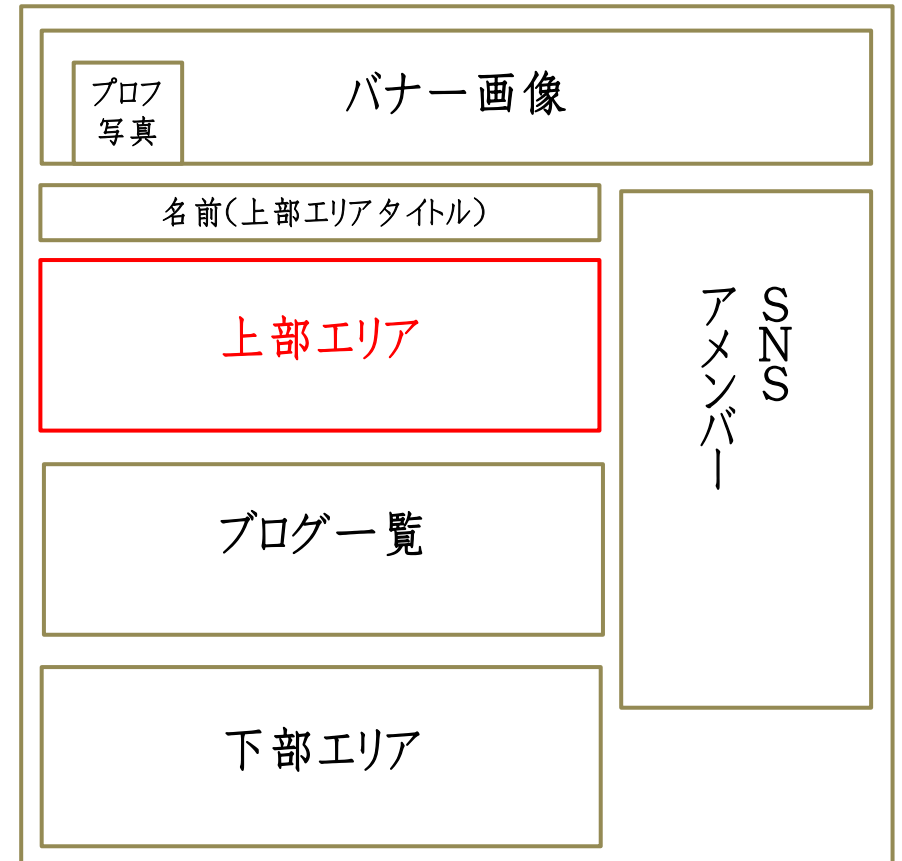 プロフ
写真
バナー画像
名前(上部エリアタイトル)
上部エリア
SNS
アメンバー
ブログ一覧
下部エリア